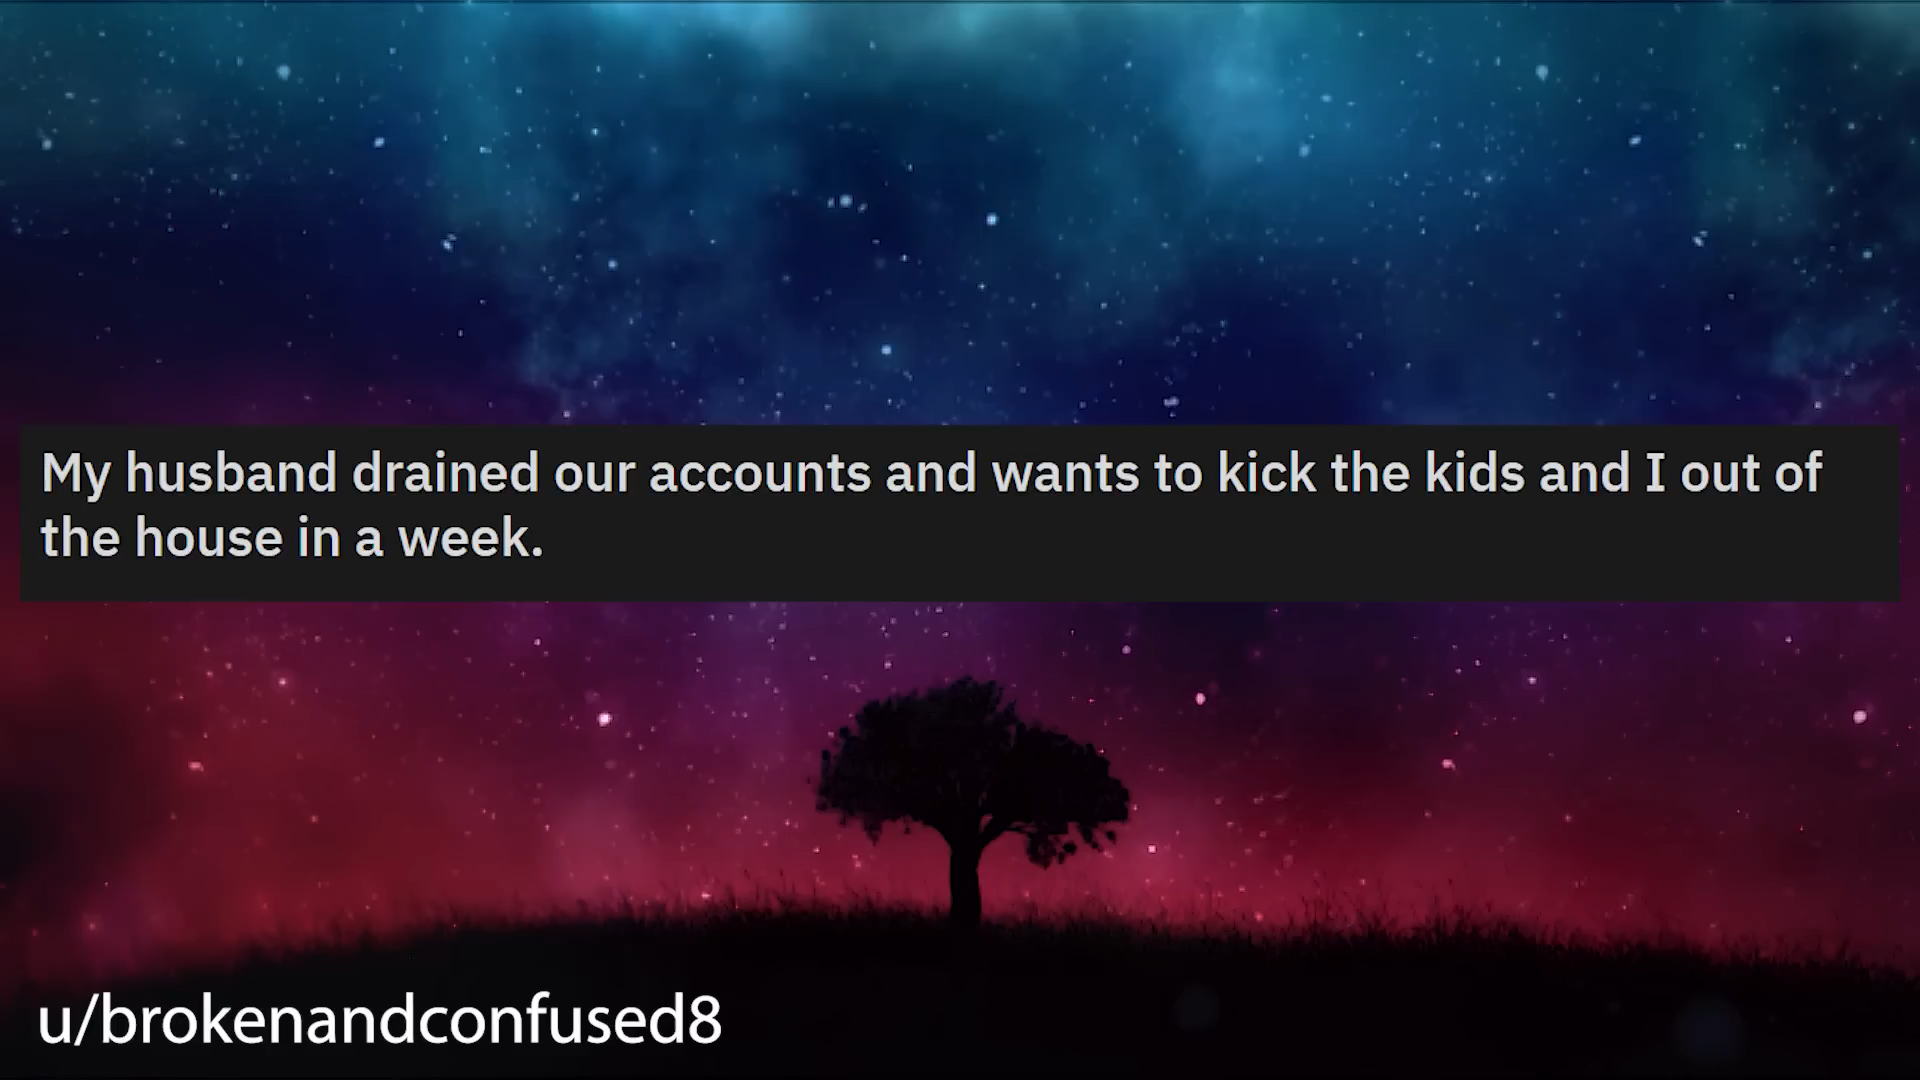 My husband drained our accounts and wants to kick the kids and I out of
the house in a week.
u/brokenandconfused8